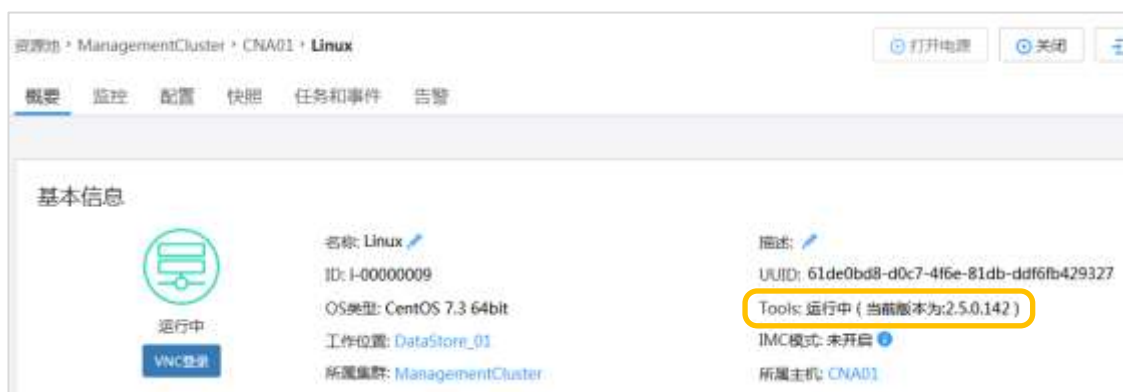 资源池 › ManagementCluster › CNA01 › Linux
打开电源 关闭
概要 监控 配置 快照 任务和事件 告警
基本信息
名称: Linux
描述:
ID: i-00000009
UUID: 61de0bd8-d0c7-4f6e-81db-ddf6fb429327
OS类型: CentOS 7.3 64bit
Tools: 运行中 ( 当前版本为:2.5.0.142 )
运行中
工作位置: DataStore_01
IMC模式: 未开启
VNC登录
所属集群: ManagementCluster
所属主机: CNA01